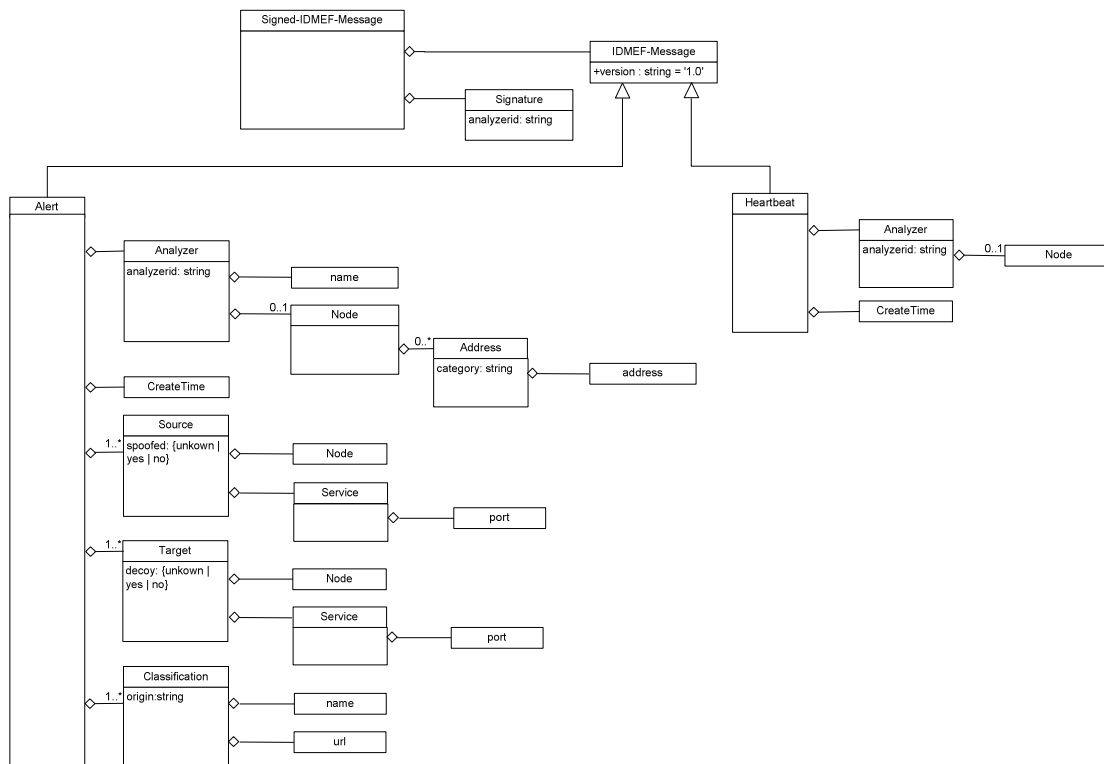 Signed-IDMEF-Message
IDMEF-Message
+version : string = '1.0'
Signature
analyzerid: string
Alert
Heartbeat
Analyzer
analyzerid: string
name
0..1
Node
0..*
Address
category: string
address
CreateTime
Analyzer
analyzerid: string
0..1
Node
CreateTime
Source
1..*
spoofed: {unkown |
yes | no}
Node
Service
port
Target
1..*
decoy: {unkown |
yes | no}
Node
Service
port
Classification
1..*
origin:string
name
url